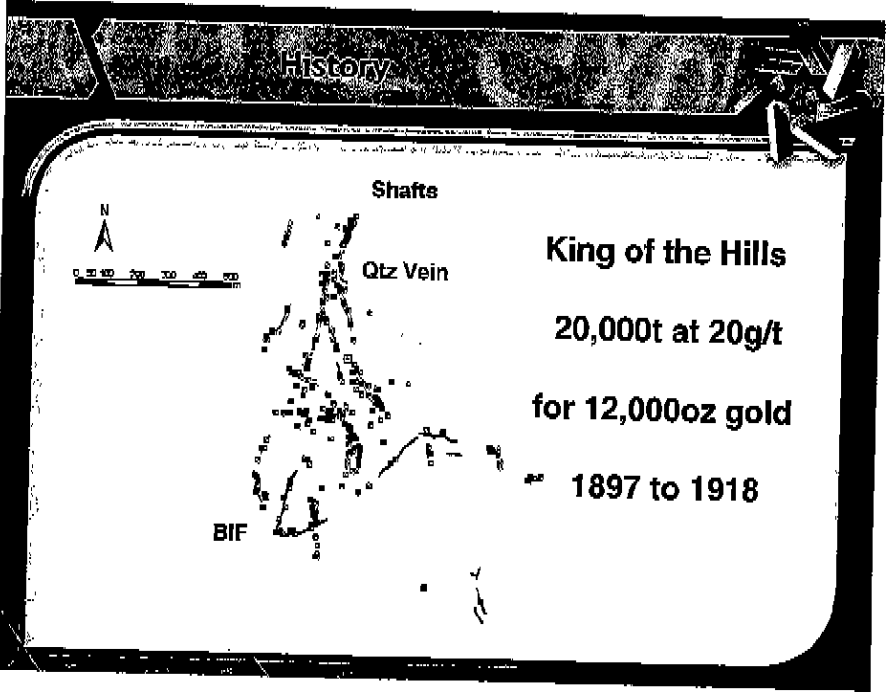 History
Shafts
N
Qtz Vein
King of the Hills
20,000t at 20g/t
for 12,000oz gold
1897 to 1918
BIF